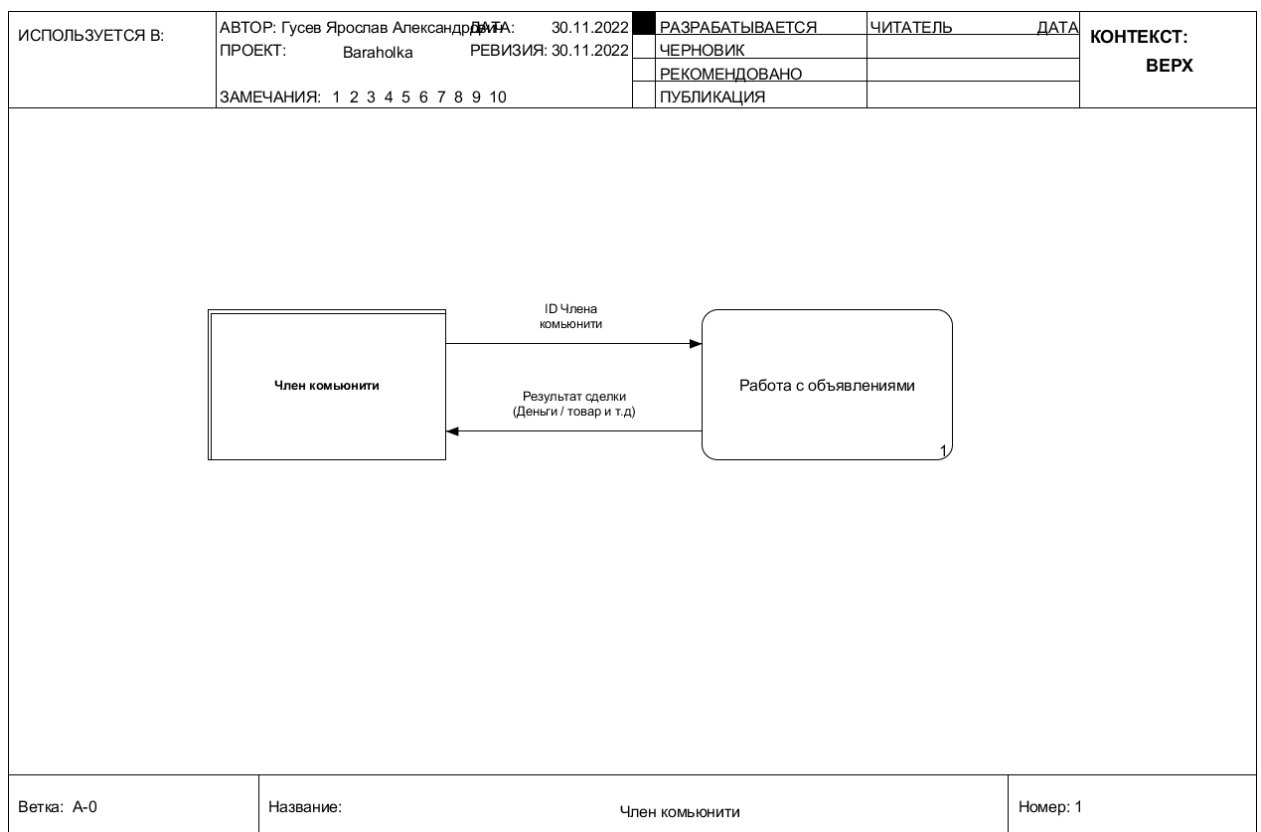 ИСПОЛЬЗУЕТСЯ В:
АВТОР: Гусев Ярослав Александрович
ДАТА: 30.11.2022
ПРОЕКТ: Baraholka
РЕВИЗИЯ: 30.11.2022
ЗАМЕЧАНИЯ: 1 2 3 4 5 6 7 8 9 10
РАЗРАБАТЫВАЕТСЯ
ЧЕРНОВИК
РЕКОМЕНДОВАНО
ПУБЛИКАЦИЯ
ЧИТАТЕЛЬ ДАТА
КОНТЕКСТ:
ВЕРХ
ID Члена
комьюнити
Член комьюнити
Результат сделки
(Деньги / товар и т.д)
Работа с объявлениями
1
Ветка: A-0
Название: Член комьюнити
Номер: 1